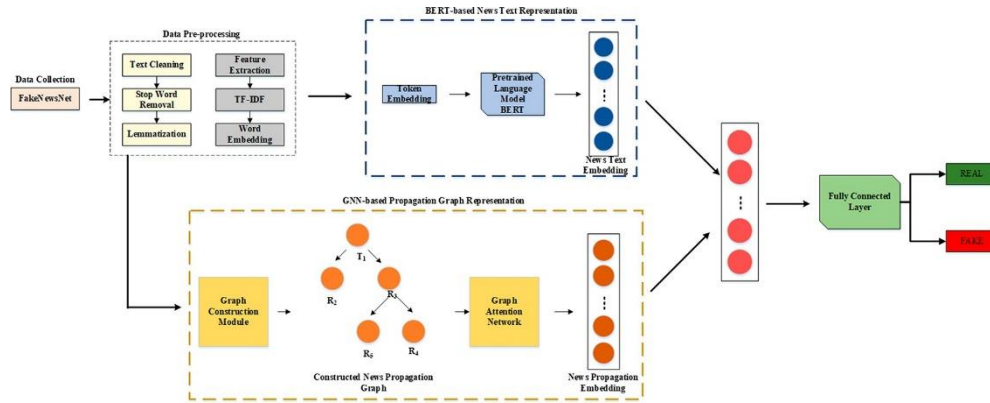 BERT-based News Text Representation
Data Pre-processing
Data Collection
FakeNewsNet
Text Cleaning
Stop Word
Removal
Lemmatization
Feature
Extraction
TF-IDF
Word
Embedding
Token
Embedding
Pretrained
Language
Model
BERT
News Text
Embedding
GNN-based Propagation Graph Representation
Graph
Construction
Module
T1
R2
R3
R5
R4
Constructed News Propagation
Graph
Graph
Attention
Network
News Propagation
Embedding
Fully Connected
Layer
REAL
FAKE